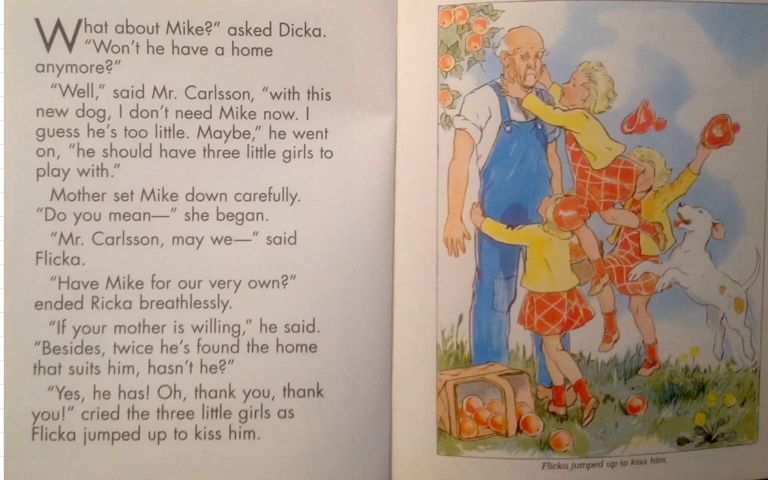 What about Mike?” asked Dicka.
“Won’t he have a home
anymore?”
“Well,” said Mr. Carlsson, “with this
new dog, I don’t need Mike now. I
guess he’s too little. Maybe,” he went
on, “he should have three little girls to
play with.”
Mother set Mike down carefully.
“Do you mean—” she began.
“Mr. Carlsson, may we—” said
Flicka.
“Have Mike for our very own?”
ended Ricka breathlessly.
“If your mother is willing,” he said.
“Besides, twice he’s found the home
that suits him, hasn’t he?”
“Yes, he has! Oh, thank you, thank
you!” cried the three little girls as
Flicka jumped up to kiss him.
Flicka jumped up to kiss him.